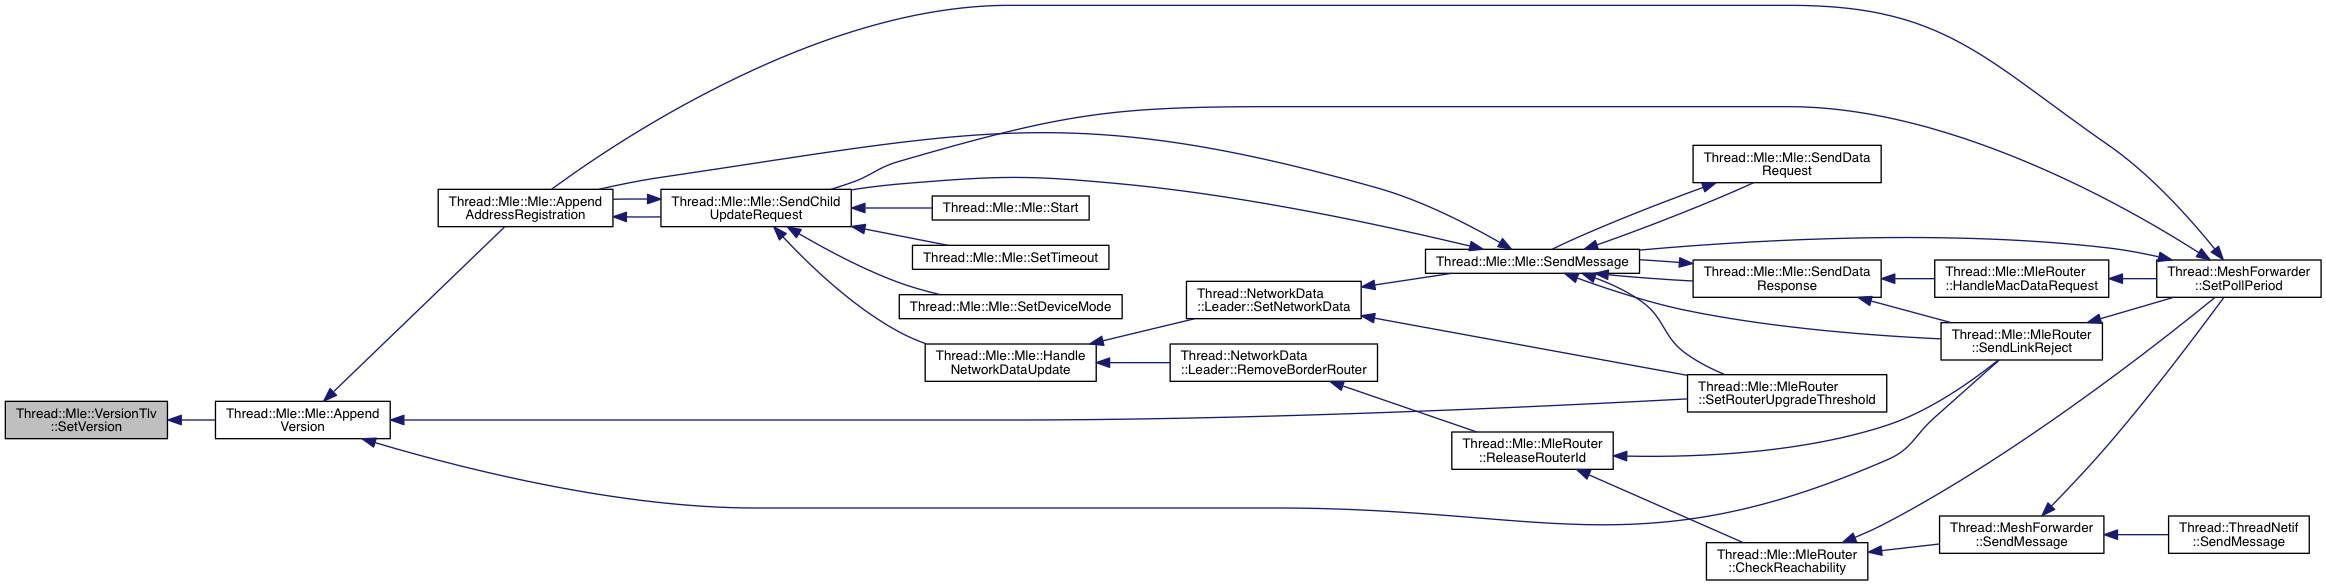 Thread::Mle::VersionTlv
::SetVersion
Thread::Mle::Mle::Append
Version
Thread::Mle::Mle::Append
AddressRegistration
Thread::Mle::Mle::SendChild
UpdateRequest
Thread::Mle::Mle::Start
Thread::Mle::Mle::SetTimeout
Thread::Mle::Mle::SetDeviceMode
Thread::Mle::Mle::Handle
NetworkDataUpdate
Thread::NetworkData
::Leader::SetNetworkData
Thread::NetworkData
::Leader::RemoveBorderRouter
Thread::Mle::Mle::SendMessage
Thread::Mle::MleRouter
::ReleaseRouterId
Thread::Mle::Mle::SendData
Request
Thread::Mle::Mle::SendData
Response
Thread::Mle::MleRouter
::SetRouterUpgradeThreshold
Thread::Mle::MleRouter
::CheckReachability
Thread::Mle::MleRouter
::HandleMacDataRequest
Thread::Mle::MleRouter
::SendLinkReject
Thread::MeshForwarder
::SendMessage
Thread::MeshForwarder
::SetPollPeriod
Thread::ThreadNetif
::SendMessage